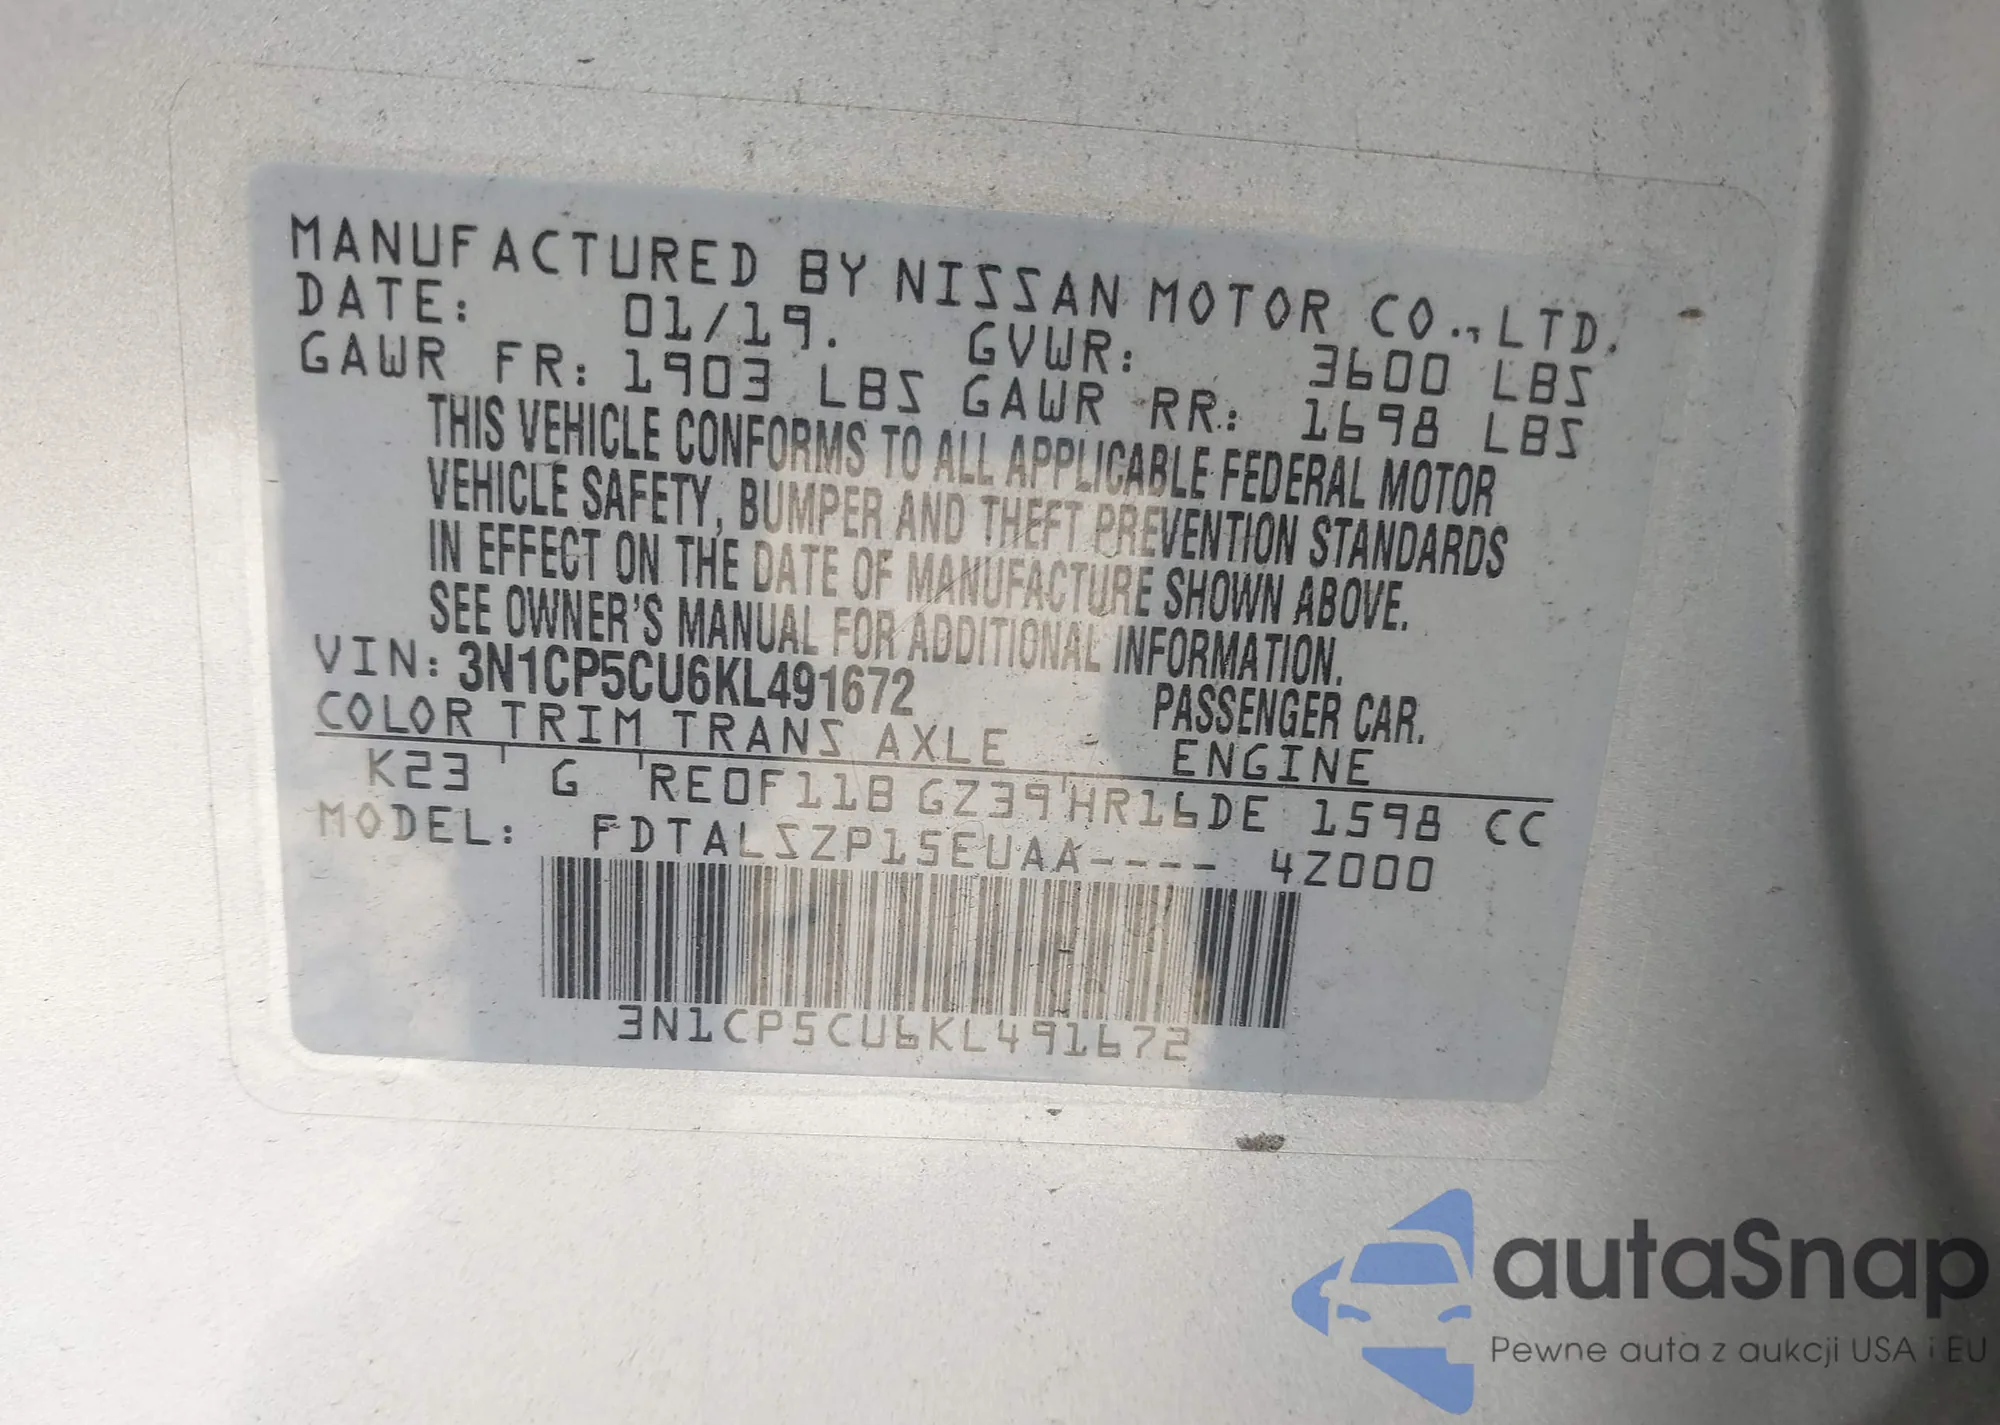 MANUFACTURED BY NISSAN MOTOR CO., LTD.
DATE: 01/19. GVWR: 3600 LBS
GAWR FR: 1903 LBS GAWR RR: 1698 LBS
THIS VEHICLE CONFORMS TO ALL APPLICABLE FEDERAL MOTOR
VEHICLE SAFETY, BUMPER AND THEFT PREVENTION STANDARDS
IN EFFECT ON THE DATE OF MANUFACTURE SHOWN ABOVE.
SEE OWNER'S MANUAL FOR ADDITIONAL INFORMATION.
VIN: 3N1CP5CU6KL491672 PASSENGER CAR.
COLOR TRIM TRANS AXLE ENGINE
K23 G RE0F11B GZ39 HR16DE 1598 CC
MODEL: FDTALSZP15EUAA---- 4Z000
3N1CP5CU6KL491672
autaSnap
Pewne auta z aukcji USA i EU